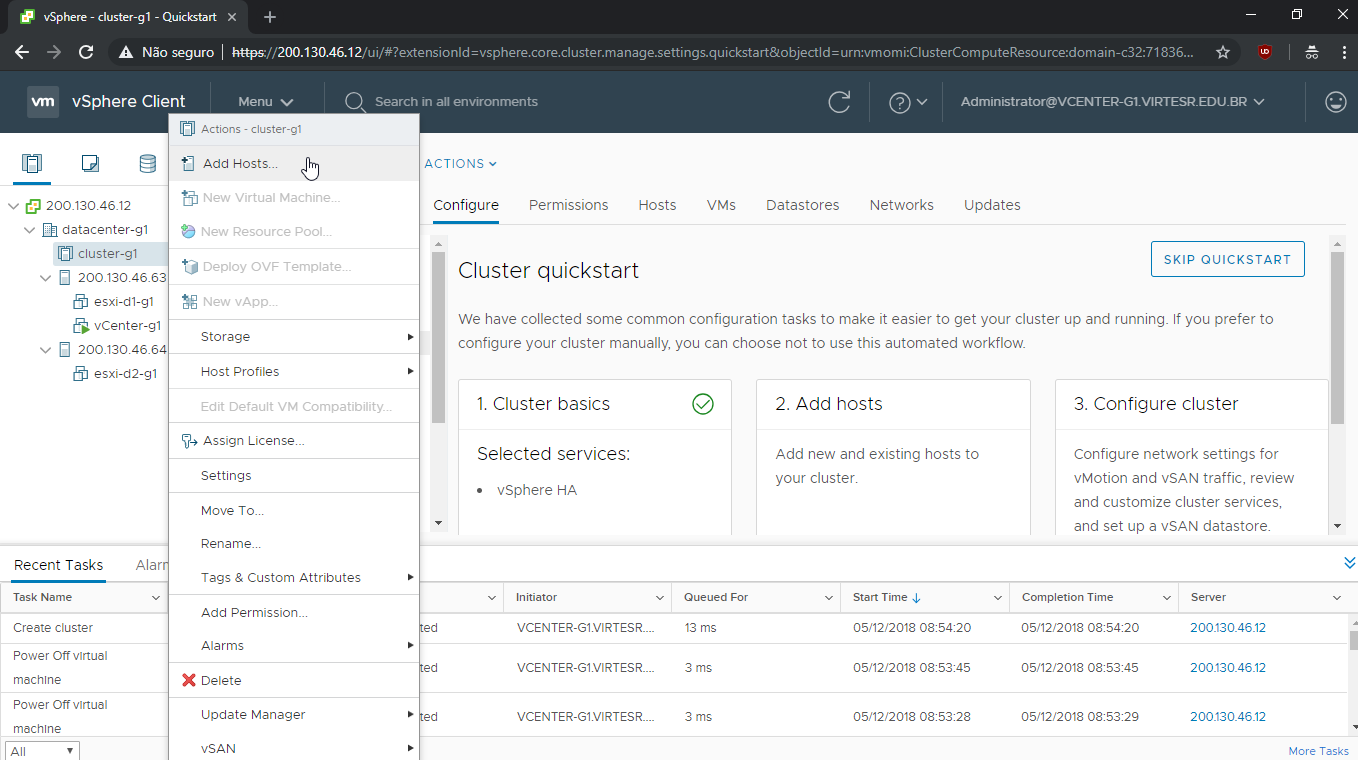 vSphere - cluster-g1 - Quickstart
Não seguro
https://200.130.46.12/ui/#?extensionId=vsphere.core.cluster.manage.settings.quickstart&objectId=urn:vmomi:ClusterComputeResource:domain-c32:71836...
vm vSphere Client
Menu
Search in all environments
Administrator@VCENTER-G1.VIRTESR.EDU.BR
200.130.46.12
datacenter-g1
cluster-g1
200.130.46.63
esxi-d1-g1
vCenter-g1
200.130.46.64
esxi-d2-g1
Actions - cluster-g1
Add Hosts...
New Virtual Machine...
New Resource Pool...
Deploy OVF Template...
New vApp...
Storage
Host Profiles
Edit Default VM Compatibility...
Assign License...
Settings
Move To...
Rename...
Tags & Custom Attributes
Add Permission...
Alarms
Delete
Update Manager
vSAN
ACTIONS
Configure Permissions Hosts VMs Datastores Networks Updates
Cluster quickstart
SKIP QUICKSTART
We have collected some common configuration tasks to make it easier to get your cluster up and running. If you prefer to
configure your cluster manually, you can choose not to use this automated workflow.
1. Cluster basics
Selected services:
• vSphere HA
2. Add hosts
Add new and existing hosts to
your cluster.
3. Configure cluster
Configure network settings for
vMotion and vSAN traffic, review
and customize cluster services,
and set up a vSAN datastore.
Recent Tasks Alarm
Task Name Initiator Queued For Start Time Completion Time Server
Create cluster ted VCENTER-G1.VIRTESR.... 13 ms 05/12/2018 08:54:20 05/12/2018 08:54:20 200.130.46.12
Power Off virtual
machine ted VCENTER-G1.VIRTESR.... 3 ms 05/12/2018 08:53:45 05/12/2018 08:53:45 200.130.46.12
Power Off virtual
machine ted VCENTER-G1.VIRTESR.... 3 ms 05/12/2018 08:53:28 05/12/2018 08:53:29 200.130.46.12
All
More Tasks